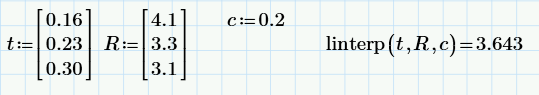 t:=[0.16 0.23 0.30] R:=[4.1 3.3 3.1] c:=0.2
linterp(t,R,c)=3.643